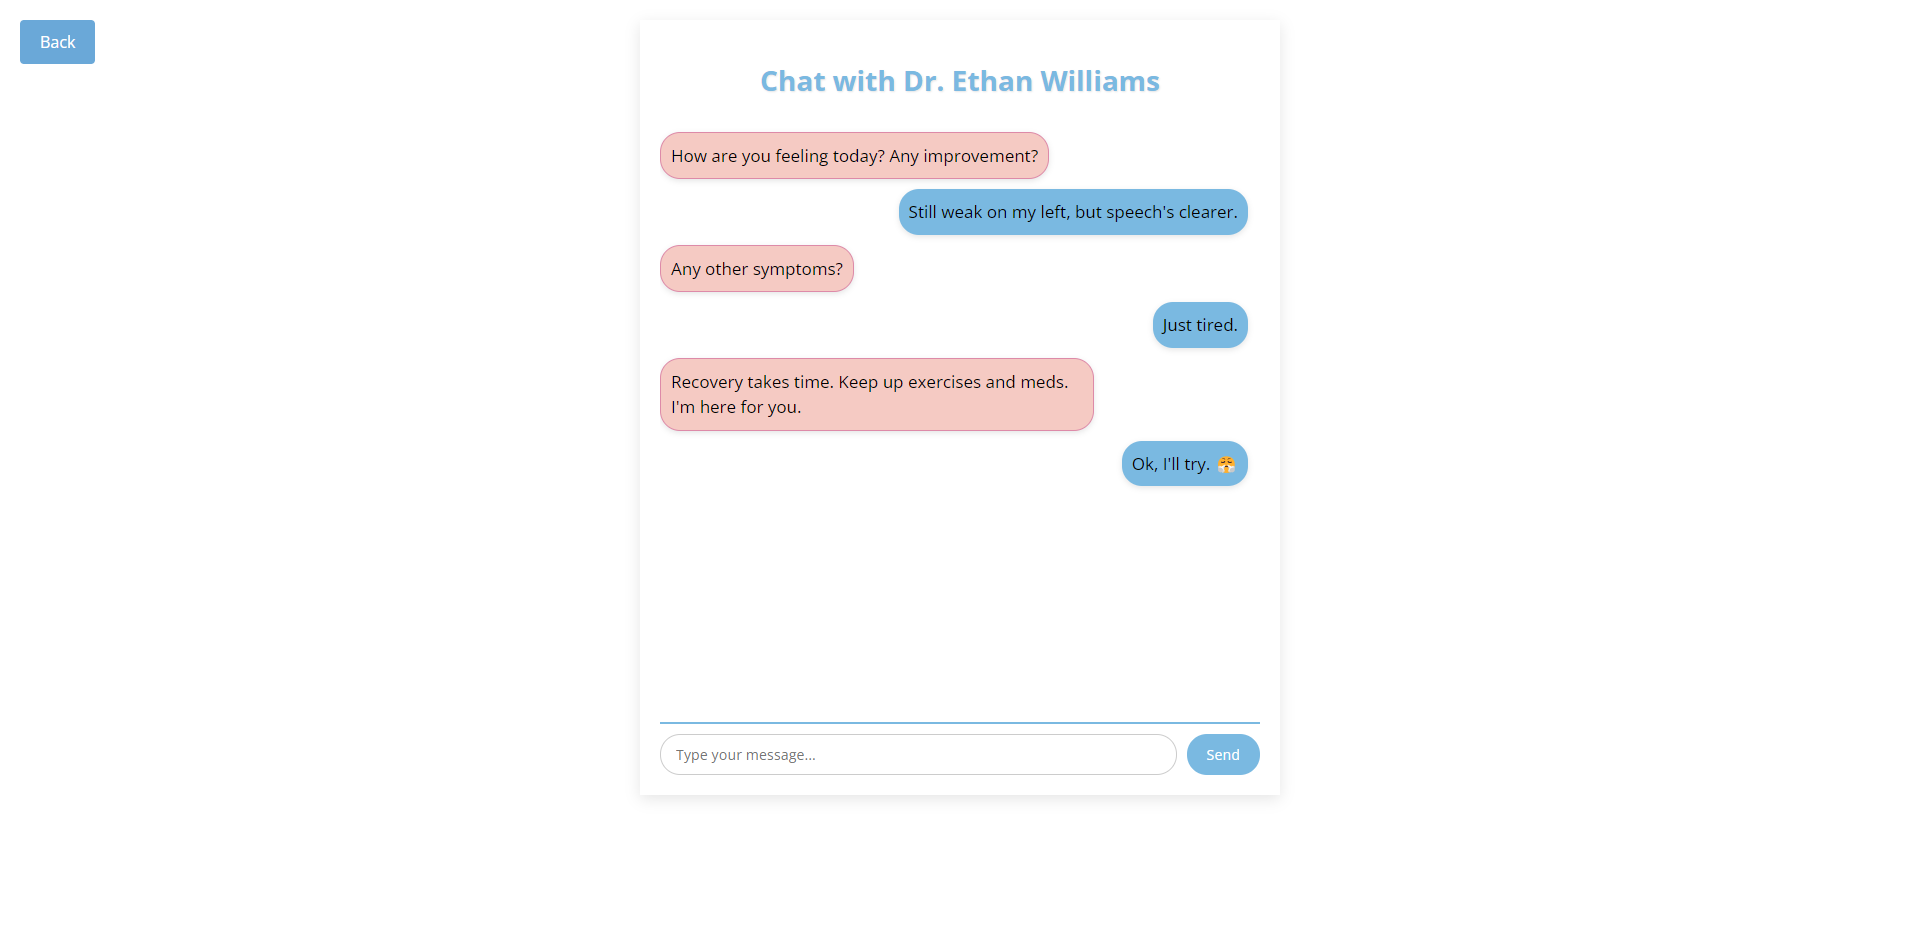 Back
Chat with Dr. Ethan Williams
How are you feeling today? Any improvement?
Still weak on my left, but speech's clearer.
Any other symptoms?
Just tired.
Recovery takes time. Keep up exercises and meds.
I'm here for you.
Ok, I'll try. 😤
Type your message...
Send